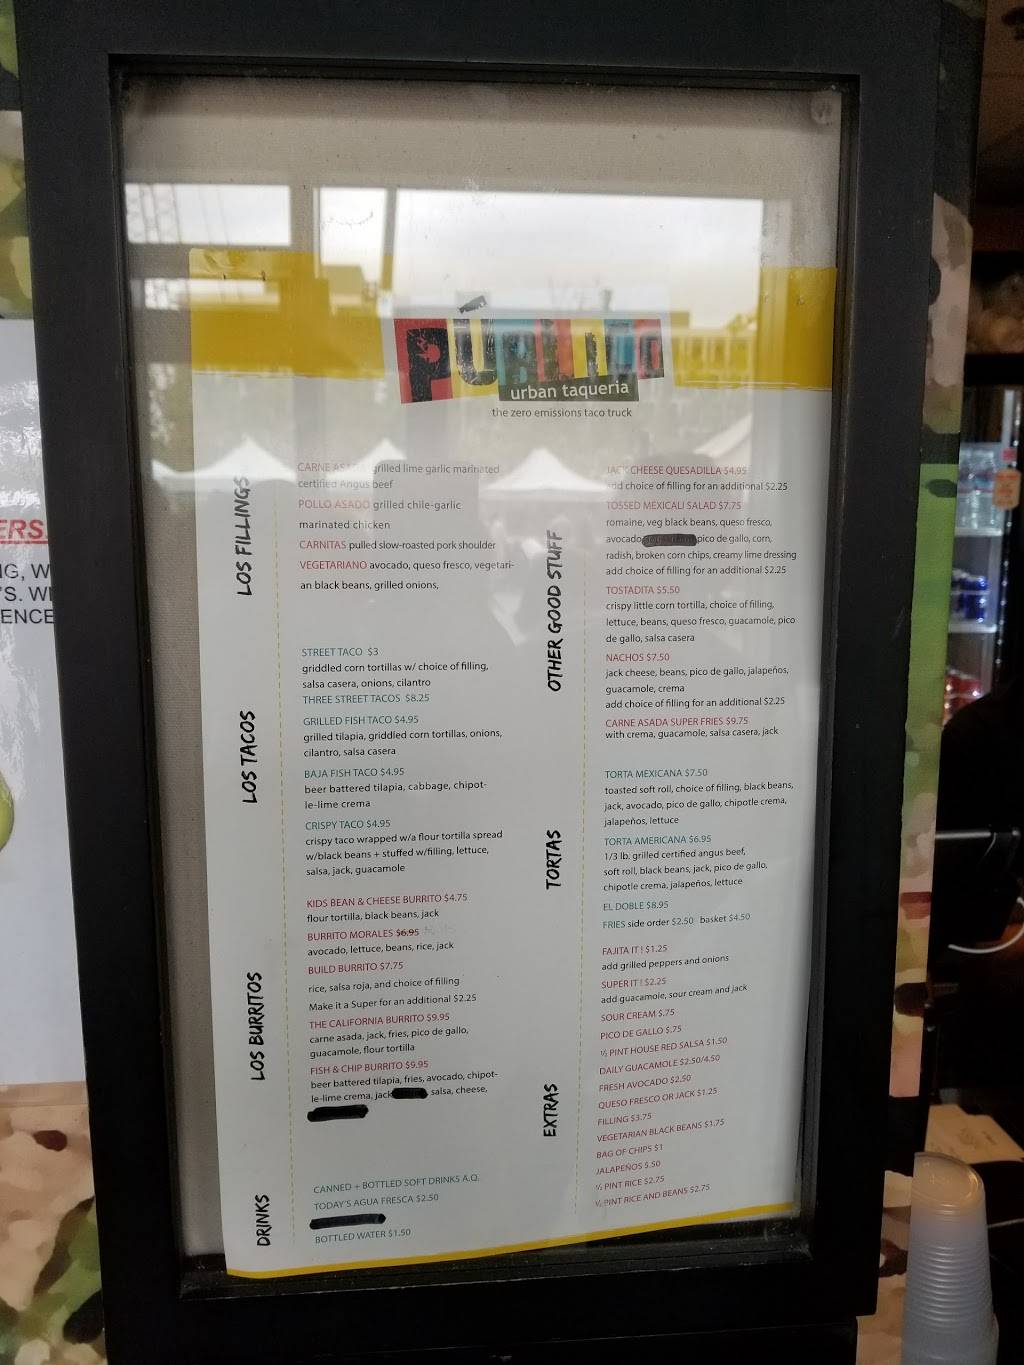 urban taqueria
the zero emissions taco truck
LOS FILLINGS
CARNE ASADA grilled lime garlic marinated
certified Angus beef
POLLO ASADO grilled chile-garlic
marinated chicken
CARNITAS pulled slow-roasted pork shoulder
VEGETARIANO avocado, queso fresco, vegetari-
an black beans, grilled onions,
LOS TACOS
STREET TACO $3
griddled corn tortillas w/ choice of filling,
salsa casera, onions, cilantro
THREE STREET TACOS $8.25
GRILLED FISH TACO $4.95
grilled tilapia, griddled corn tortillas, onions,
cilantro, salsa casera
BAJA FISH TACO $4.95
beer battered tilapia, cabbage, chipot-
le-lime crema
CRISPY TACO $4.95
crispy taco wrapped w/a flour tortilla spread
w/black beans + stuffed w/filling, lettuce,
salsa, jack, guacamole
LOS BURRITOS
KIDS BEAN & CHEESE BURRITO $4.75
flour tortilla, black beans, jack
BURRITO MORALES $6.95
avocado, lettuce, beans, rice, jack
BUILD BURRITO $7.75
rice, salsa roja, and choice of filling
Make it a Super for an additional $2.25
THE CALIFORNIA BURRITO $9.95
carne asada, jack, fries, pico de gallo,
guacamole, flour tortilla
FISH & CHIP BURRITO $9.95
beer battered tilapia, fries, avocado, chipot-
le-lime crema, jack salsa, cheese,
DRINKS
CANNED + BOTTLED SOFT DRINKS A.Q.
TODAY'S AGUA FRESCA $2.50
BOTTLED WATER $1.50
OTHER GOOD STUFF
JACK CHEESE QUESADILLA $4.95
add choice of filling for an additional $2.25
TOSSED MEXICALI SALAD $7.75
romaine, veg black beans, queso fresco,
avocado pico de gallo, corn,
radish, broken corn chips, creamy lime dressing
add choice of filling for an additional $2.25
TOSTADITA $5.50
crispy little corn tortilla, choice of filling,
lettuce, beans, queso fresco, guacamole, pico
de gallo, salsa casera
NACHOS $7.50
jack cheese, beans, pico de gallo, jalapeños,
guacamole, crema
add choice of filling for an additional $2.25
CARNE ASADA SUPER FRIES $9.75
with crema, guacamole, salsa casera, jack
TORTAS
TORTA MEXICANA $7.50
toasted soft roll, choice of filling, black beans,
jack, avocado, pico de gallo, chipotle crema,
jalapeños, lettuce
TORTA AMERICANA $6.95
1/3 lb. grilled certified angus beef,
soft roll, black beans, jack, pico de gallo,
chipotle crema, jalapeños, lettuce
EL DOBLE $8.95
FRIES side order $2.50 basket $4.50
EXTRAS
FAJITA IT! $1.25
add grilled peppers and onions
SUPER IT! $2.25
add guacamole, sour cream and jack
SOUR CREAM $.75
PICO DE GALLO $.75
½ PINT HOUSE RED SALSA $1.50
DAILY GUACAMOLE $2.50/4.50
FRESH AVOCADO $2.50
QUESO FRESCO OR JACK $1.25
FILLING $3.75
VEGETARIAN BLACK BEANS $1.75
BAG OF CHIPS $1
JALAPEÑOS $.50
½ PINT RICE $2.75
½ PINT RICE AND BEANS $2.75
ERS.
'S. WI
ENCE